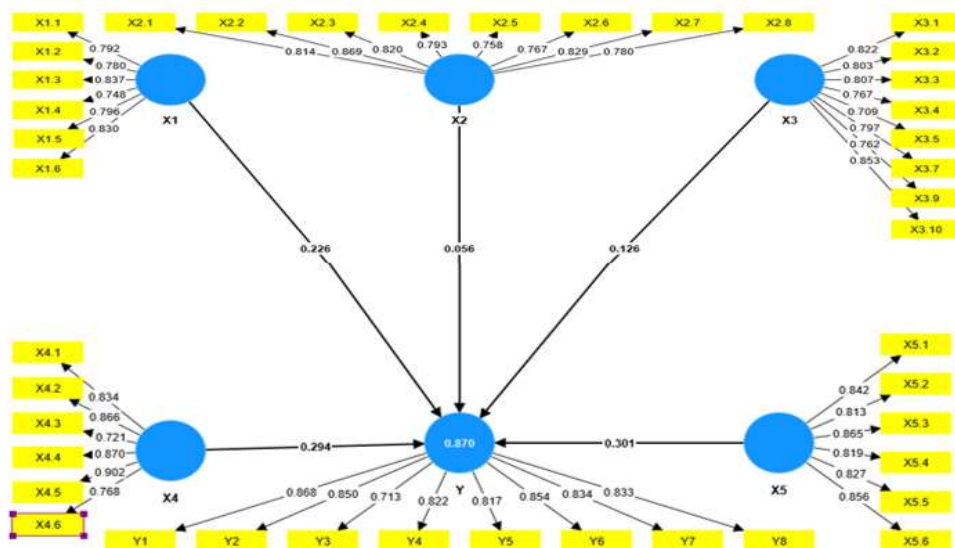 X1.1
X1.2
X1.3
X1.4
X1.5
X1.6
0.792
0.780
0.837
0.748
0.796
0.830
X1
X2.1
X2.2
X2.3
X2.4
X2.5
X2.6
X2.7
X2.8
0.814
0.869
0.820
0.793
0.758
0.767
0.829
0.780
X2
X3.1
X3.2
X3.3
X3.4
X3.5
X3.7
X3.9
X3.10
0.822
0.803
0.807
0.767
0.709
0.797
0.762
0.853
X3
0.226
0.056
0.126
X4.1
X4.2
X4.3
X4.4
X4.5
X4.6
0.834
0.866
0.721
0.870
0.902
0.768
X4
0.294
0.870
Y
0.301
X5
X5.1
X5.2
X5.3
X5.4
X5.5
X5.6
0.842
0.813
0.865
0.819
0.827
0.856
0.868
0.850
0.713
0.822
0.817
0.854
0.834
0.833
Y1
Y2
Y3
Y4
Y5
Y6
Y7
Y8